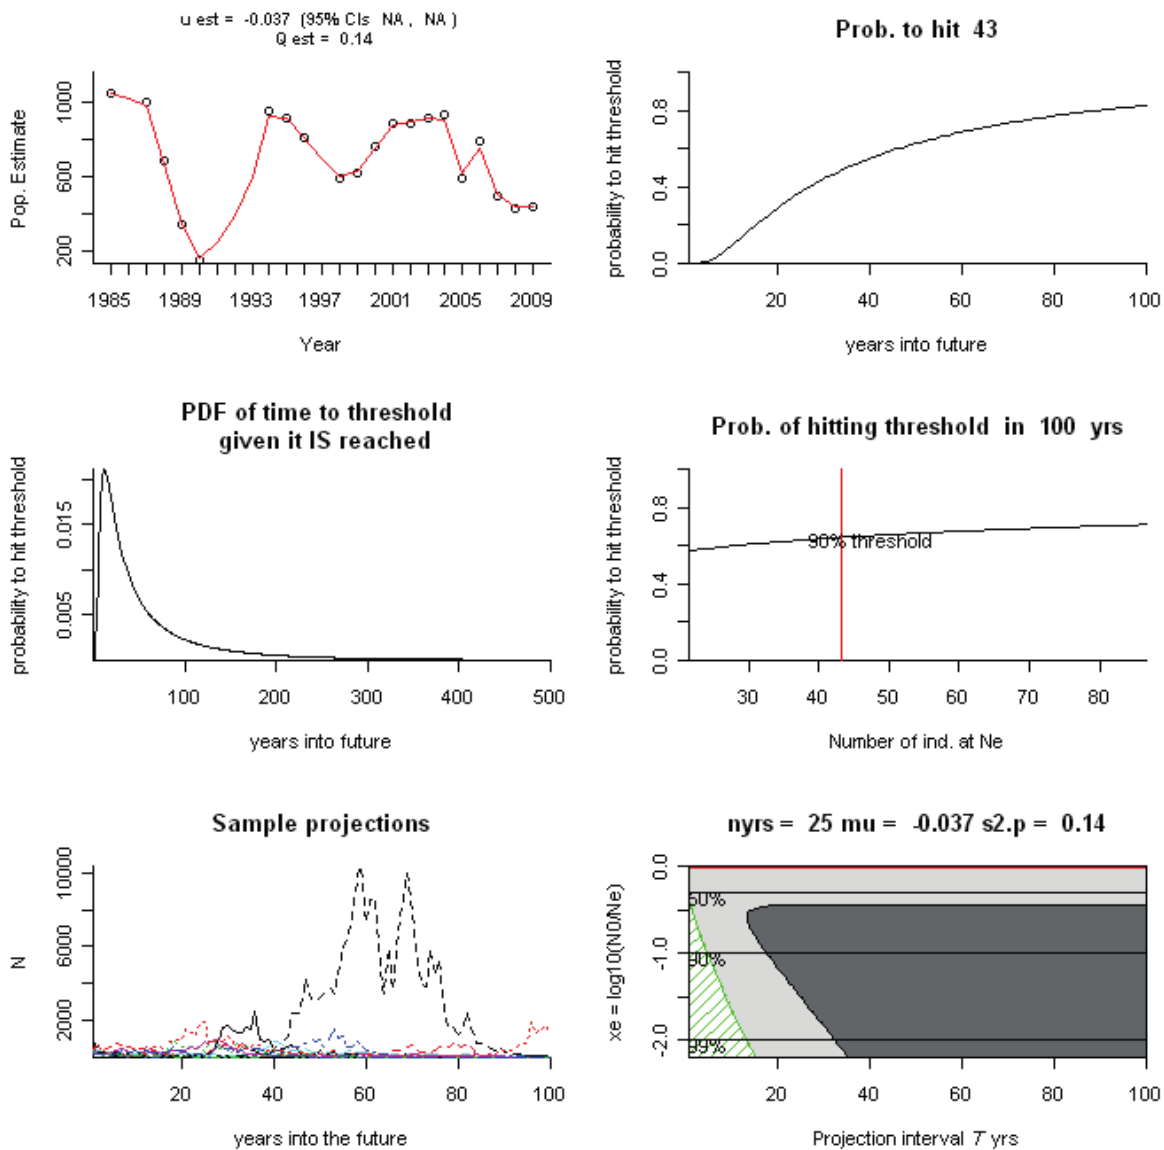 u est = -0.037 (95% CIs NA , NA )
Q est = 0.14
Pop. Estimate
200 600 1000
1985 1989 1993 1997 2001 2005 2009
Year
Prob. to hit 43
probability to hit threshold
0.0 0.4 0.8
20 40 60 80 100
years into future
PDF of time to threshold
given it IS reached
probability to hit threshold
0.005 0.015
100 200 300 400 500
years into future
Prob. of hitting threshold in 100 yrs
probability to hit threshold
0.0 0.4 0.8
90% threshold
30 40 50 60 70 80
Number of ind. at Ne
Sample projections
N
2000 6000 10000
20 40 60 80 100
years into the future
nyrs = 25 mu = -0.037 s2.p = 0.14
xe = log10(N0/Ne)
-2.0 -1.0 0.0
50%
90%
99%
20 40 60 80 100
Projection interval T yrs